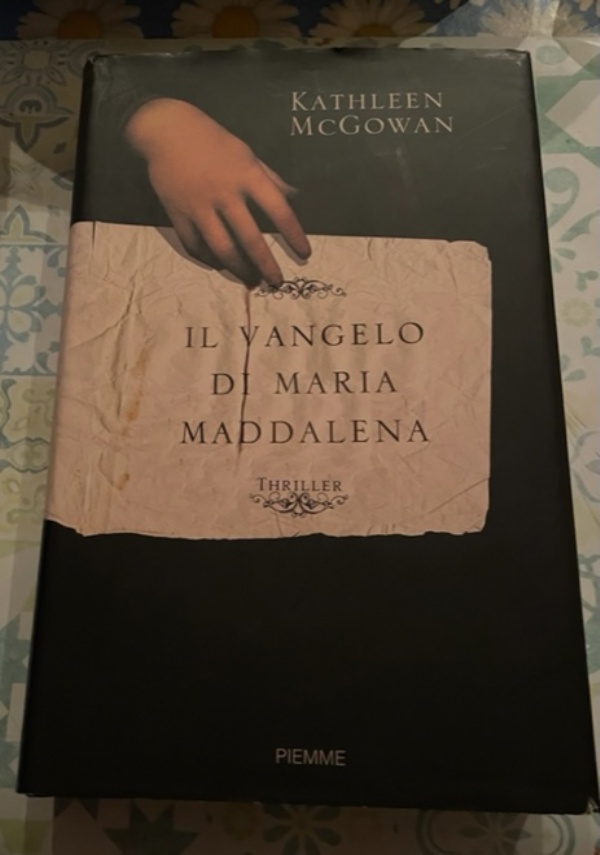 KATHLEEN
MCGOWAN
IL VANGELO
DI MARIA
MADDALENA
THRILLER
PIEMME